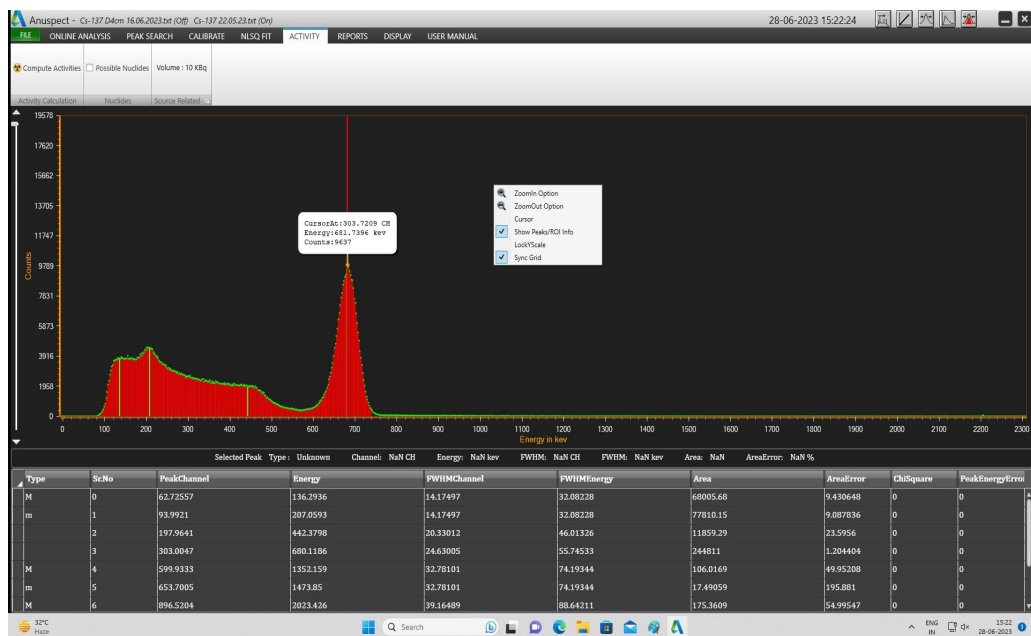 Anuspect - Cs-137 D4cm 16.06.2023.txt (Off) Cs-137 22.05.23.txt (On) 28-06-2023 15:22:24
FILE ONLINE ANALYSIS PEAK SEARCH CALIBRATE NLSQ FIT ACTIVITY REPORTS DISPLAY USER MANUAL
Compute Activities Possible Nuclides Volume : 10 KBq
Activity Calculation Nuclides Source Related
19578
17620
15662
13705
11747
9789
7831
5873
3916
1958
0
Counts
CursorAt:303.7209 CH
Energy:681.7396 kev
Counts:9637
ZoomIn Option
ZoomOut Option
Cursor
Show Peaks/ROI Info
LockYScale
Sync Grid
0 100 200 300 400 500 600 700 800 900 1000 1100 1200 1300 1400 1500 1600 1700 1800 1900 2000 2100 2200 2300
Energy in kev
Selected Peak Type : Unknown Channel: NaN CH Energy: NaN kev FWHM: NaN CH FWHM: NaN kev Area: NaN AreaError: NaN %
Type Sr.No PeakChannel Energy FWHMChannel FWHMEnergy Area AreaError ChiSquare PeakEnergyError
M 0 62.72557 136.2936 14.17497 32.08228 68005.68 9.430648 0 0
m 1 93.9921 207.0593 14.17497 32.08228 77810.15 9.087836 0 0
2 197.9641 442.3798 20.33012 46.01326 11859.29 23.5956 0 0
3 303.0047 680.1186 24.63005 55.74533 244811 1.204404 0 0
M 4 599.9333 1352.159 32.78101 74.19344 106.0169 49.95208 0 0
m 5 653.7005 1473.85 32.78101 74.19344 17.49059 195.881 0 0
M 6 896.5204 2023.426 39.16489 88.64211 175.3609 54.99547 0 0
32°C
Haze
Search
ENG
IN
15:22
28-06-2023